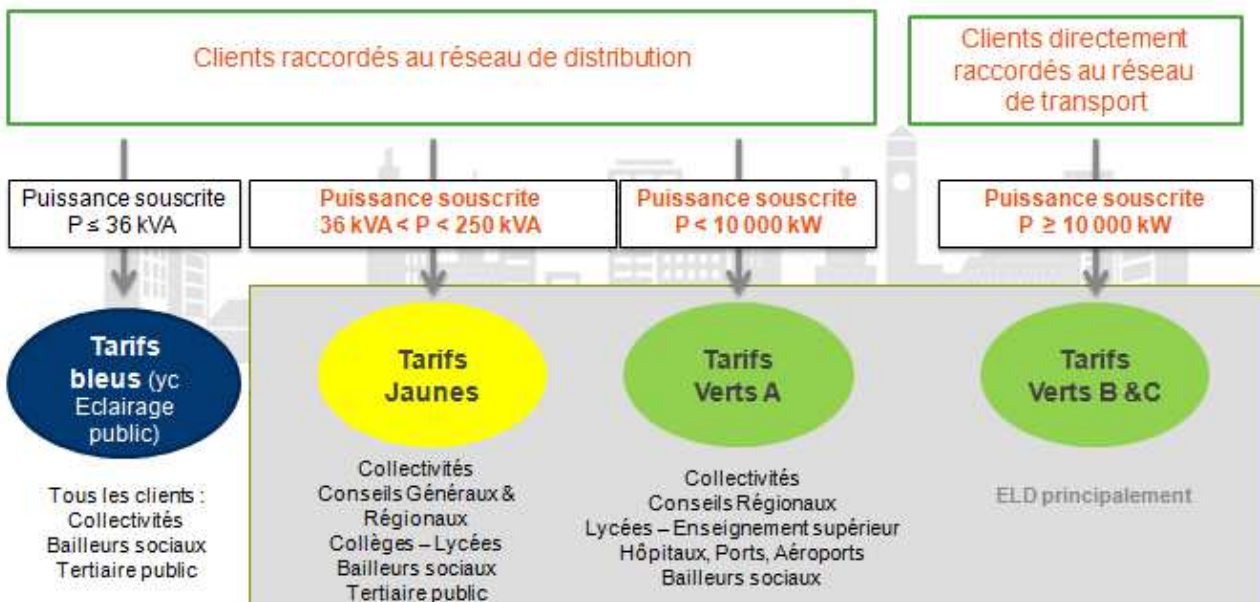 Clients raccordés au réseau de distribution
Clients directement
raccordés au réseau
de transport
Puissance souscrite
P ≤ 36 kVA
Puissance souscrite
36 kVA < P < 250 kVA
Puissance souscrite
P < 10 000 kW
Puissance souscrite
P ≥ 10 000 kW
Tarifs
bleus (yc
Eclairage
public)
Tarifs
Jaunes
Tarifs
Verts A
Tarifs
Verts B &C
Tous les clients :
Collectivités
Bailleurs sociaux
Tertiaire public
Collectivités
Conseils Généraux &
Régionaux
Collèges – Lycées
Bailleurs sociaux
Tertiaire public
Collectivités
Conseils Régionaux
Lycées – Enseignement supérieur
Hôpitaux, Ports, Aéroports
Bailleurs sociaux
ELD principalement